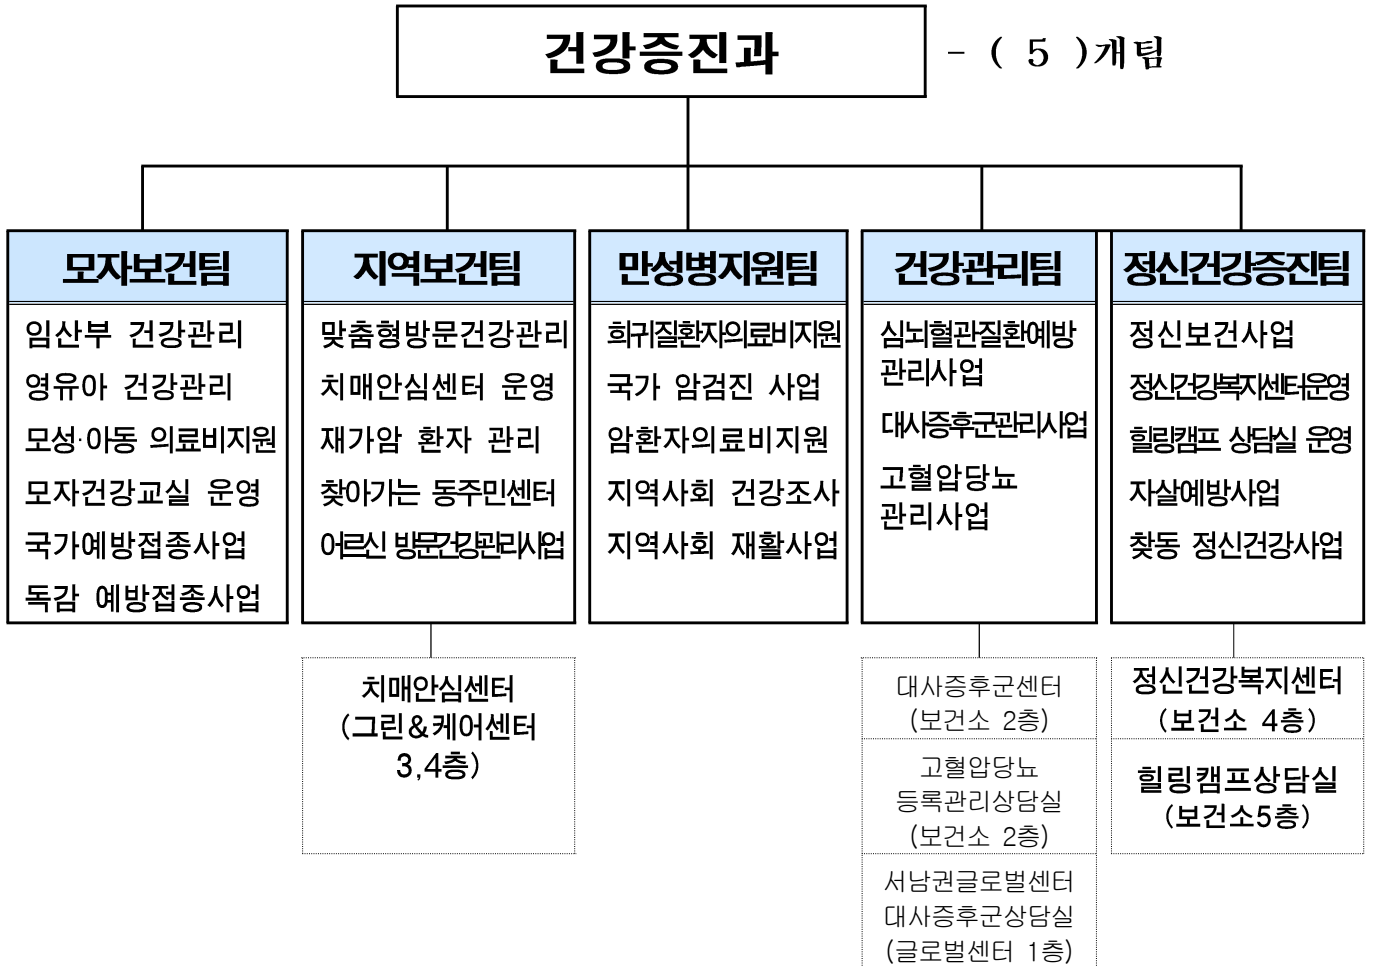 건강증진과
- ( 5 )개팀
모자보건팀
임산부 건강관리
영유아 건강관리
모성·아동 의료비지원
모자건강교실 운영
국가예방접종사업
독감 예방접종사업
지역보건팀
맞춤형방문건강관리
치매안심센터 운영
재가암 환자 관리
찾아가는 동주민센터
어르신 방문건강관리사업
치매안심센터
(그린&케어센터
3,4층)
만성병지원팀
희귀질환자의료비지원
국가 암검진 사업
암환자의료비지원
지역사회 건강조사
지역사회 재활사업
건강관리팀
심뇌혈관질환예방
관리사업
대사증후군관리사업
고혈압당뇨
관리사업
대사증후군센터
(보건소 2층)
고혈압당뇨
등록관리상담실
(보건소 2층)
서남권글로벌센터
대사증후군상담실
(글로벌센터 1층)
정신건강증진팀
정신보건사업
정신건강복지센터운영
힐링캠프 상담실 운영
자살예방사업
찾동 정신건강사업
정신건강복지센터
(보건소 4층)
힐링캠프상담실
(보건소5층)